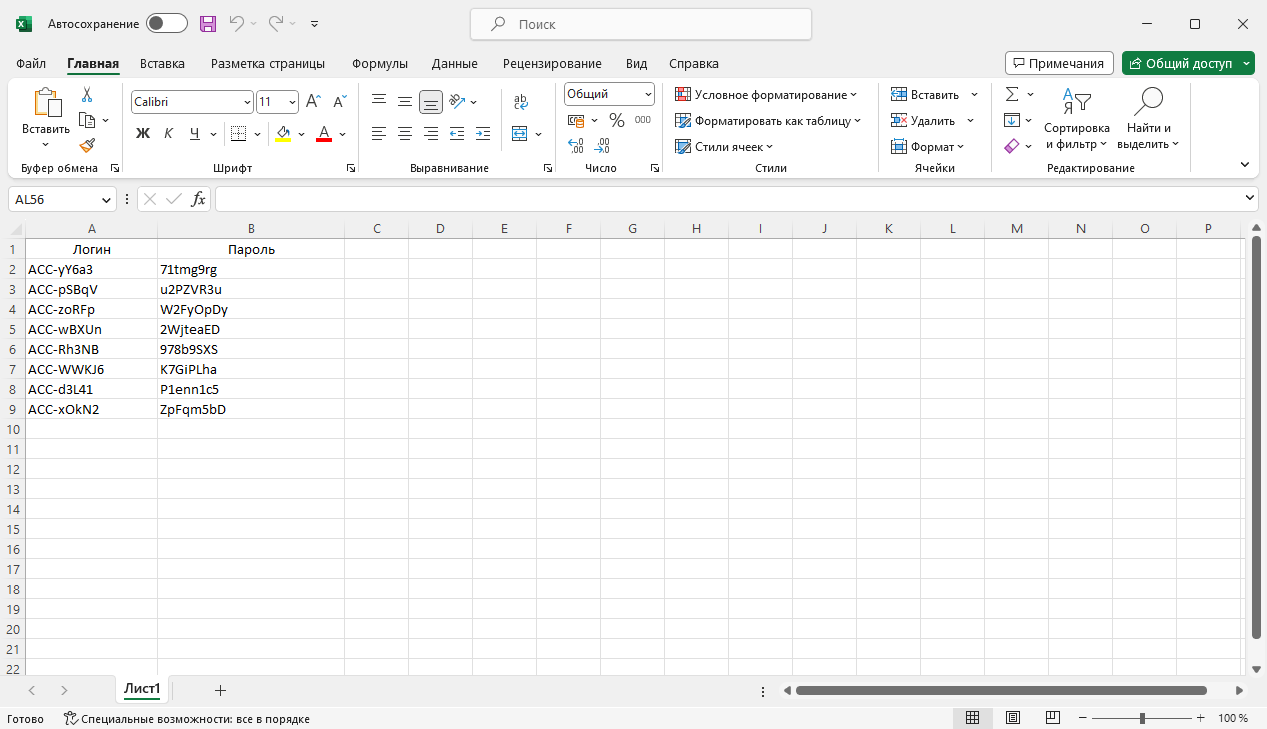 Автосохранение
Поиск
Файл Главная Вставка Разметка страницы Формулы Данные Рецензирование Вид Справка Примечания Общий доступ
Вставить
Буфер обмена
Calibri 11
Ж К Ч
Шрифт
ab
Выравнивание
Общий
% 000
Число
Условное форматирование
Форматировать как таблицу
Стили ячеек
Стили
Вставить
Удалить
Формат
Ячейки
Сортировка и фильтр
Найти и выделить
Редактирование
AL56 fx
A B C D E F G H I J K L M N O P
1 Логин Пароль
2 ACC-yY6a3 71tmg9rg
3 ACC-pSBqV u2PZVR3u
4 ACC-zoRFp W2FyOpDy
5 ACC-wBXUn 2WjteaED
6 ACC-Rh3NB 978b9SXS
7 ACC-WWKJ6 K7GiPLha
8 ACC-d3L41 P1enn1c5
9 ACC-xOkN2 ZpFqm5bD
10
11
12
13
14
15
16
17
18
19
20
21
22
Лист1
Готово Специальные возможности: все в порядке 100 %